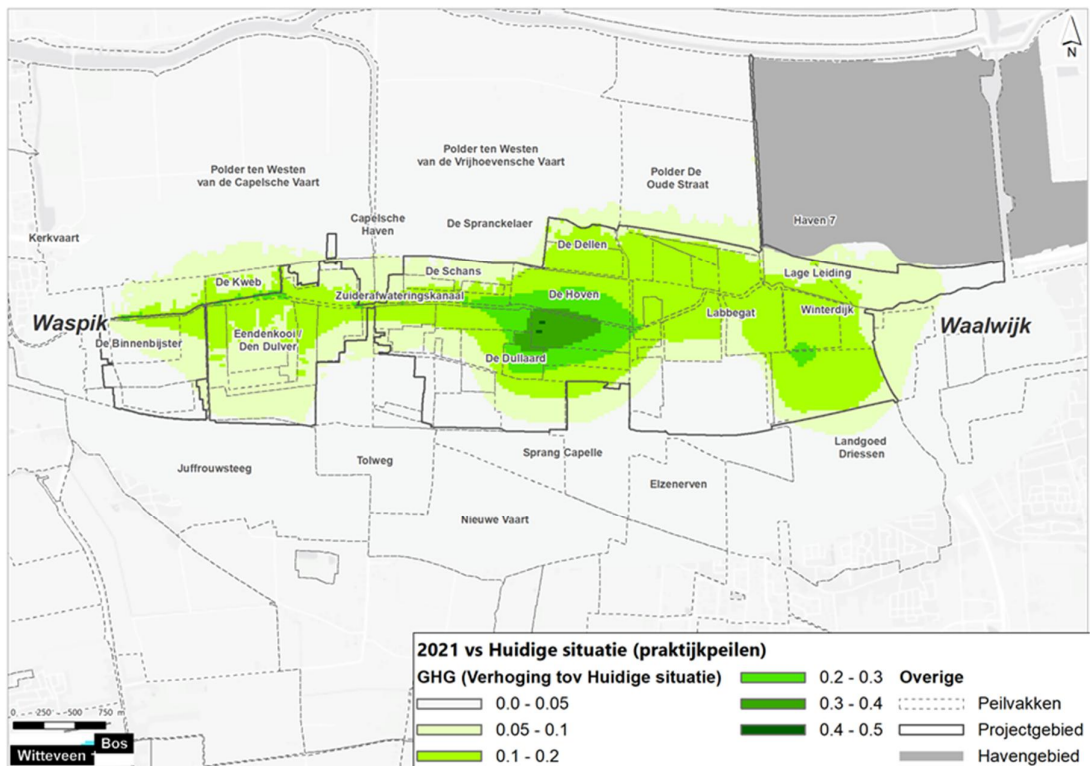 N
Polder ten Westen
van de Vrijhoevensche Vaart
Polder ten Westen
van de Capelsche Vaart
Polder De
Oude Straat
Capelsche
Haven
De Spranckelaer
Haven 7
Kerkvaart
De Dellen
De Schans
Lage Leiding
De Kweb
Zuiderafwateringskanaal
De Hoven
Labbegat
Winterdijk
Waspik
Waalwijk
De Binnenbijster
Eendenkooi /
Den Dulver
De Dullaard
Landgoed
Driessen
Juffrouwsteeg
Tolweg
Sprang Capelle
Elzenerven
Nieuwe Vaart
2021 vs Huidige situatie (praktijkpeilen)
GHG (Verhoging tov Huidige situatie)
0.0 - 0.05
0.05 - 0.1
0.1 - 0.2
0.2 - 0.3
0.3 - 0.4
0.4 - 0.5
Overige
Peilvakken
Projectgebied
Havengebied
0 250 500 750 m
Witteveen + Bos